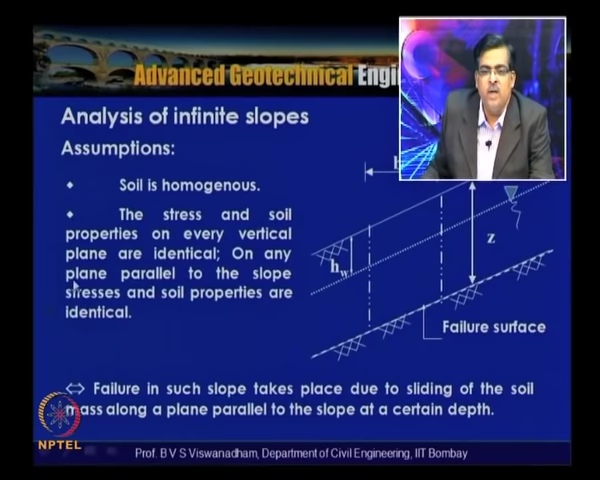 Advanced Geotechnical Engi
Analysis of infinite slopes
Assumptions:
Soil is homogenous.
The stress and soil
properties on every vertical
plane are identical; On any
plane parallel to the slope
stresses and soil properties are
identical.
hw
z
Failure surface
⇔ Failure in such slope takes place due to sliding of the soil
mass along a plane parallel to the slope at a certain depth.
NPTEL
Prof. B V S Viswanadham, Department of Civil Engineering, IIT Bombay